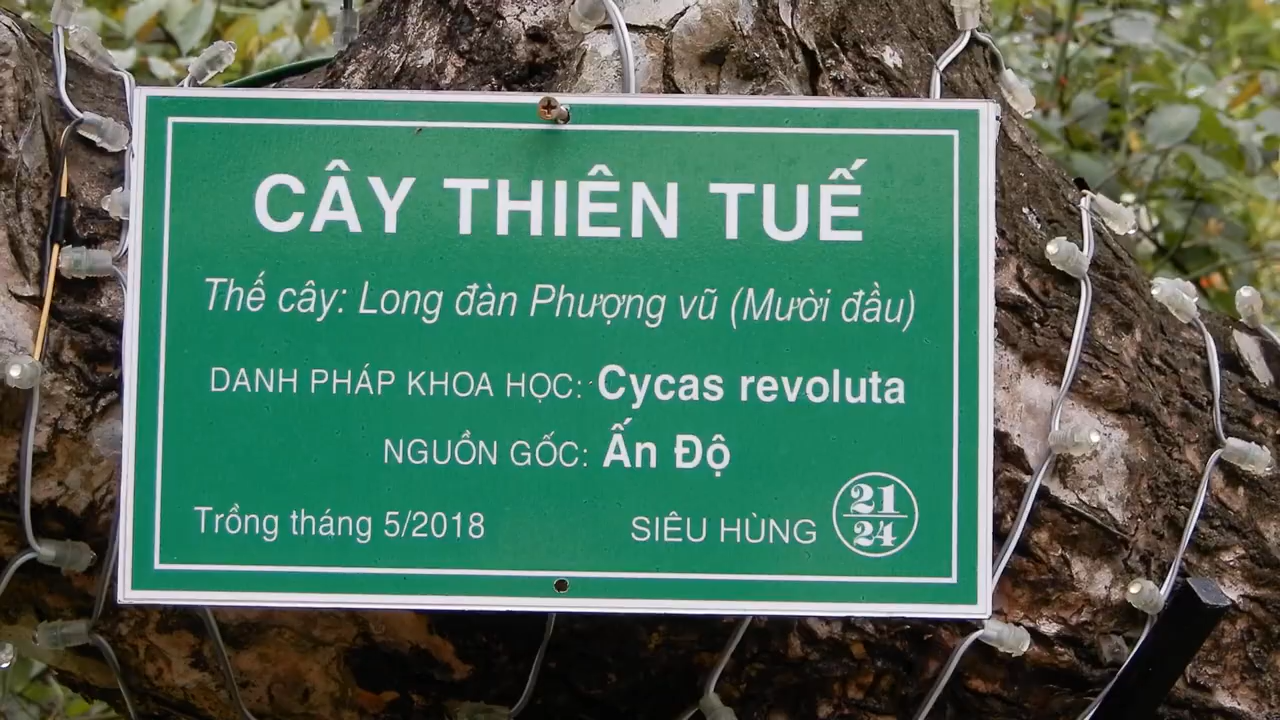 CÂY THIÊN TUẾ
Thế cây: Long đàn Phượng vũ (Mười đầu)
DANH PHÁP KHOA HỌC: Cycas revoluta
NGUỒN GỐC: Ấn Độ
Trồng tháng 5/2018 SIÊU HÙNG 21/24